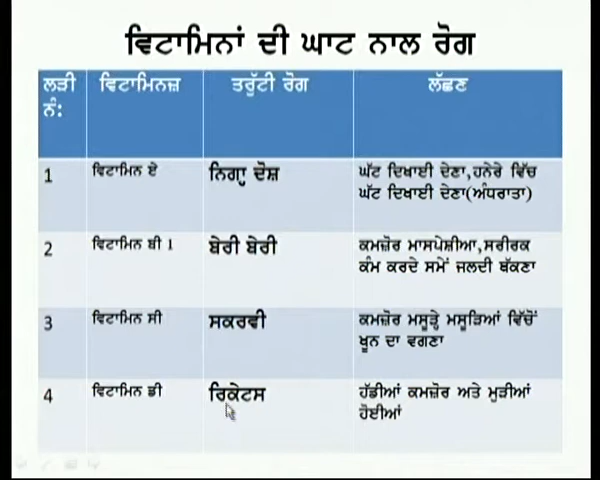 ਵਿਟਾਮਿਨਾਂ ਦੀ ਘਾਟ ਨਾਲ ਰੋਗ
ਲੜੀ ਨੰ: ਵਿਟਾਮਿਨਜ਼ ਤਰੁੱਟੀ ਰੋਗ ਲੱਛਣ
1 ਵਿਟਾਮਿਨ ਏ ਨਿਗਾ੍ਹ ਦੋਸ਼ ਘੱਟ ਦਿਖਾਈ ਦੇਣਾ,ਹਨੇਰੇ ਵਿੱਚ
ਘੱਟ ਦਿਖਾਈ ਦੇਣਾ(ਅੰਧਰਾਤਾ)
2 ਵਿਟਾਮਿਨ ਬੀ 1 ਬੇਰੀ ਬੇਰੀ ਕਮਜ਼ੋਰ ਮਾਸਪੇਸ਼ੀਆ,ਸਰੀਰਕ
ਕੰਮ ਕਰਦੇ ਸਮੇਂ ਜਲਦੀ ਥੱਕਣਾ
3 ਵਿਟਾਮਿਨ ਸੀ ਸਕਰਵੀ ਕਮਜ਼ੋਰ ਮਸੂੜ੍ਹੇ ਮਸੂੜਿਆਂ ਵਿੱਚੋਂ
ਖੂਨ ਦਾ ਵਗਣਾ
4 ਵਿਟਾਮਿਨ ਡੀ ਰਿਕੇਟਸ ਹੱਡੀਆਂ ਕਮਜ਼ੋਰ ਅਤੇ ਮੁੜੀਆਂ
ਹੋਈਆਂ